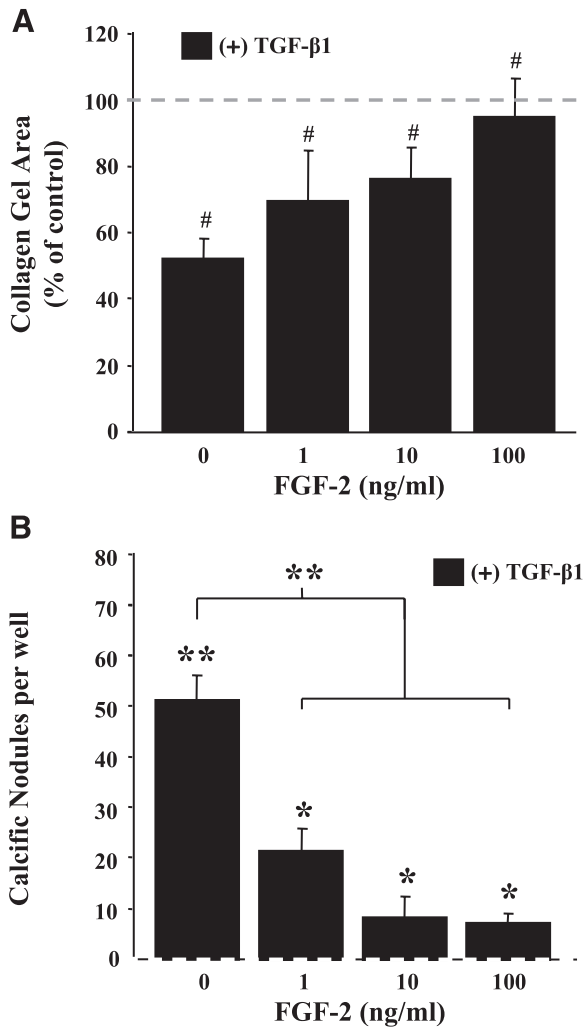 A
120
100
80
60
40
20
0
Collagen Gel Area
(% of control)
(+) TGF-β1
#
#
#
#
0 1 10 100
FGF-2 (ng/ml)
B
80
70
60
50
40
30
20
10
0
Calcific Nodules per well
(+) TGF-β1
**
**
*
*
*
0 1 10 100
FGF-2 (ng/ml)